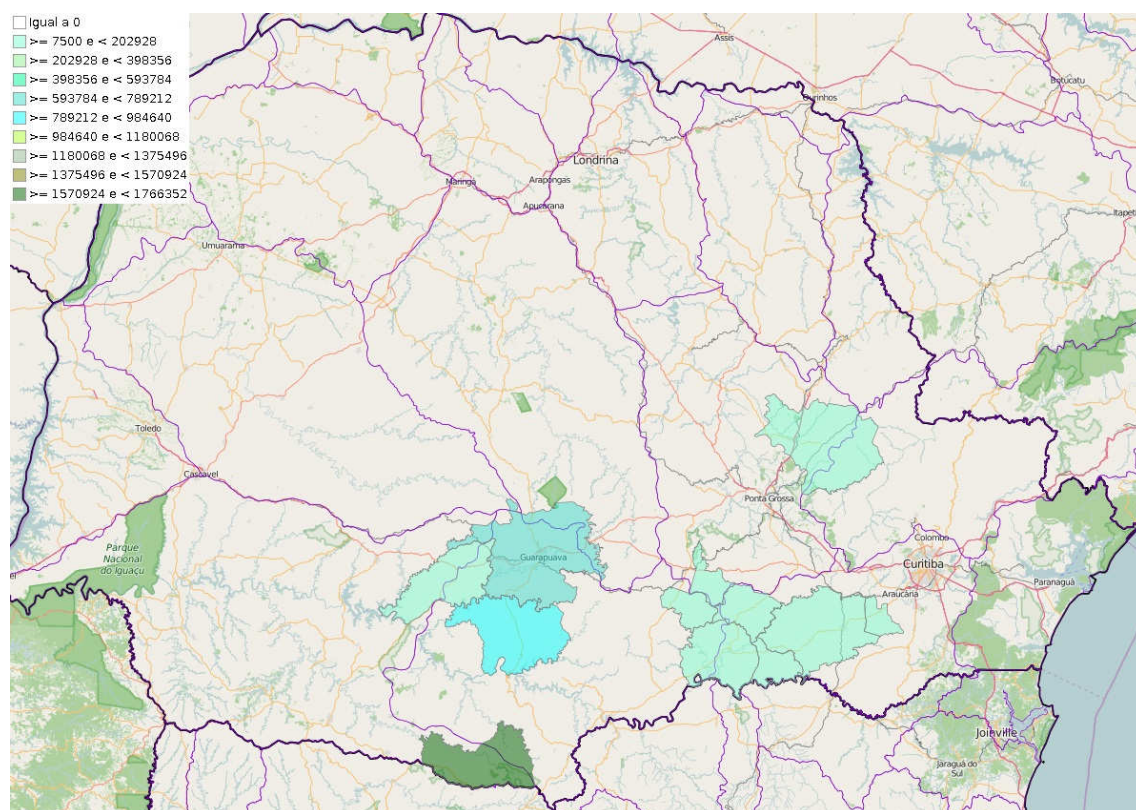 Igual a 0
>= 7500 e < 202928
>= 202928 e < 398356
>= 398356 e < 593784
>= 593784 e < 789212
>= 789212 e < 984640
>= 984640 e < 1180068
>= 1180068 e < 1375496
>= 1375496 e < 1570924
>= 1570924 e < 1766352
Assis
Botucatu
Ourinhos
Londrina
Arapongas
Maringá
Apucarana
Itapet
Umuarama
Toledo
Cascavel
Ponta Grossa
Parque
Nacional
do Iguaçu
Guarapuava
Colombo
Curitiba
Paranaguá
Araucária
Joinville
Jaraguá do
Sul